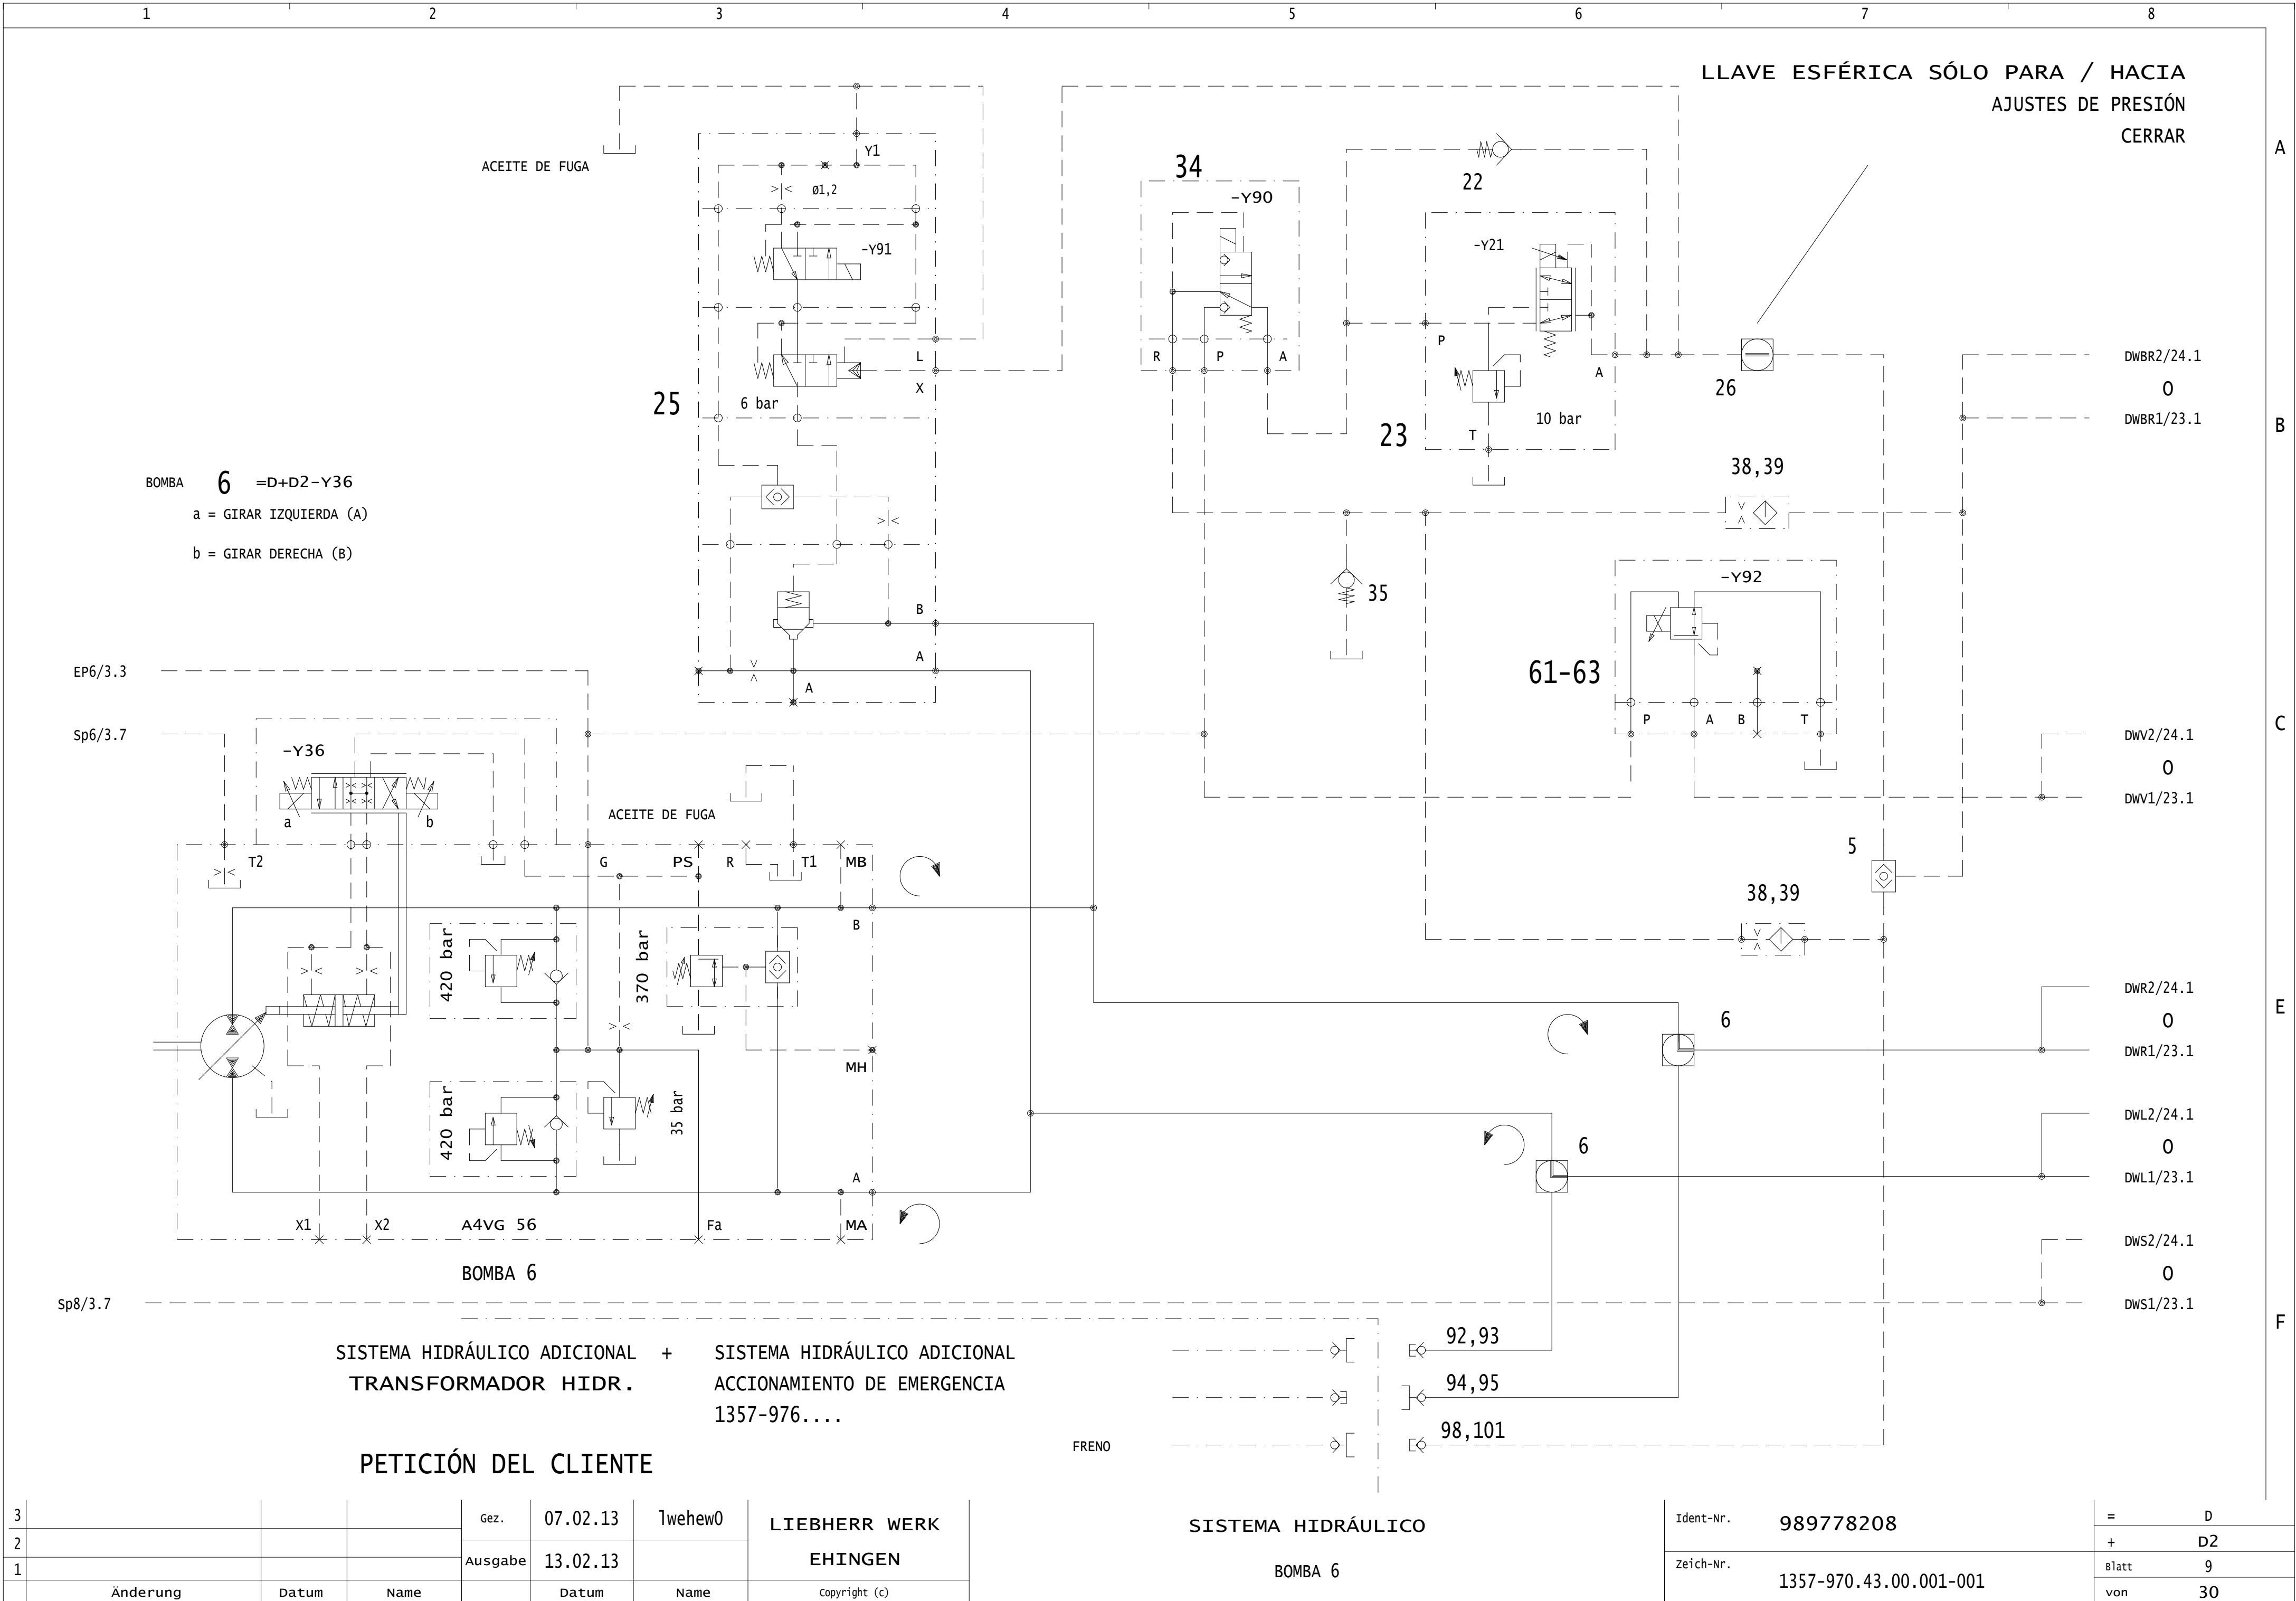 1 2 3 4 5 6 7 8
LLAVE ESFÉRICA SÓLO PARA / HACIA
AJUSTES DE PRESIÓN
CERRAR
A
B
C
E
F
ACEITE DE FUGA
Y1
Ø1,2
-Y91
L
X
25
6 bar
B
A
A
34
-Y90
R P A
22
-Y21
P
A
23
T
10 bar
26
DWBR2/24.1
O
DWBR1/23.1
38,39
35
-Y92
61-63
P A B T
BOMBA 6 =D+D2-Y36
a = GIRAR IZQUIERDA (A)
b = GIRAR DERECHA (B)
EP6/3.3
Sp6/3.7
-Y36
a b
ACEITE DE FUGA
T2 G PS R T1 MB
B
420 bar
370 bar
MH
420 bar
35 bar
A
X1 X2 A4VG 56 Fa MA
BOMBA 6
DWV2/24.1
O
DWV1/23.1
5
38,39
DWR2/24.1
O
DWR1/23.1
6
DWL2/24.1
O
DWL1/23.1
6
DWS2/24.1
O
DWS1/23.1
Sp8/3.7
SISTEMA HIDRÁULICO ADICIONAL + SISTEMA HIDRÁULICO ADICIONAL
TRANSFORMADOR HIDR. ACCIONAMIENTO DE EMERGENCIA
1357-976....
92,93
94,95
98,101
FRENO
PETICIÓN DEL CLIENTE
3
2
1
Änderung Datum Name
Gez. 07.02.13 lwehew0
Ausgabe 13.02.13
Datum Name
LIEBHERR WERK
EHINGEN
Copyright (c)
SISTEMA HIDRÁULICO
BOMBA 6
Ident-Nr. 989778208
Zeich-Nr. 1357-970.43.00.001-001
= D
+ D2
Blatt 9
von 30